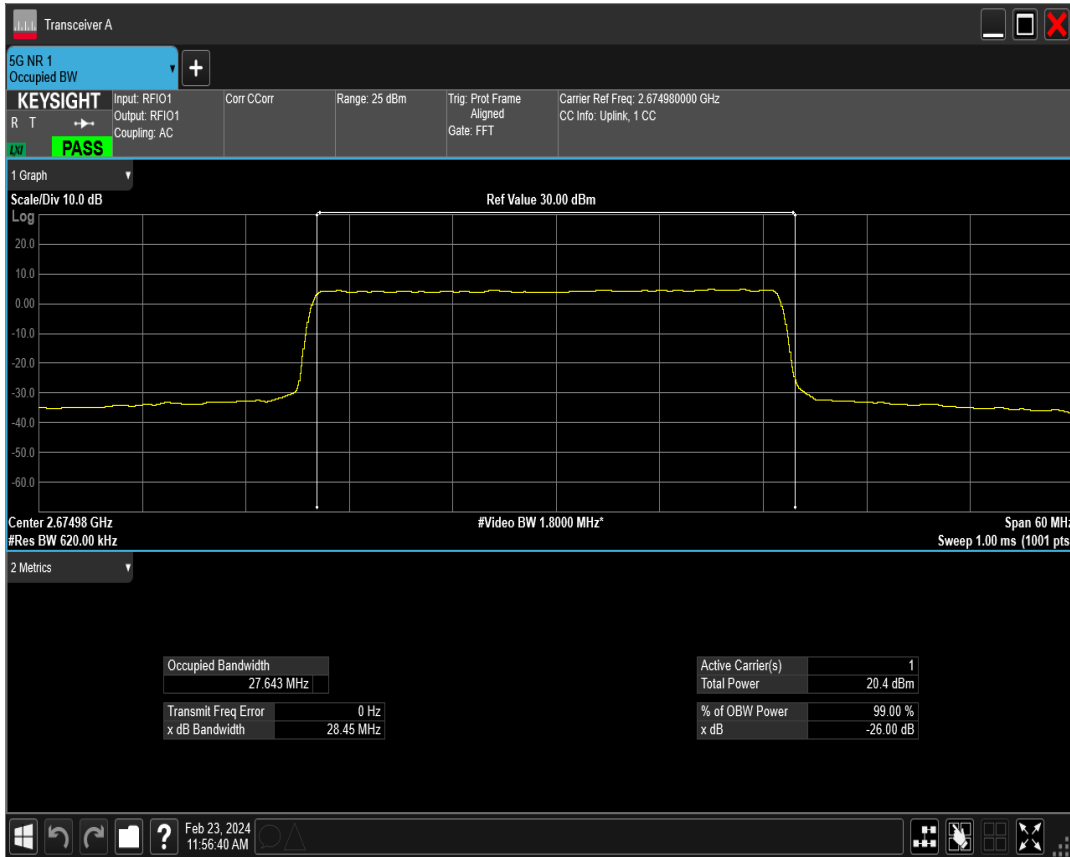 Transceiver A
5G NR 1
Occupied BW
KEYSIGHT
R T
LXI
PASS
Input: RFIO1
Output: RFIO1
Coupling: AC
Corr CCorr
Range: 25 dBm
Trig: Prot Frame
Aligned
Gate: FFT
Carrier Ref Freq: 2.674980000 GHz
CC Info: Uplink, 1 CC
1 Graph
Scale/Div 10.0 dB
Ref Value 30.00 dBm
Log
20.0
10.0
0.00
-10.0
-20.0
-30.0
-40.0
-50.0
-60.0
Center 2.67498 GHz
#Video BW 1.8000 MHz*
Span 60 MHz
#Res BW 620.00 kHz
Sweep 1.00 ms (1001 pts
2 Metrics
Occupied Bandwidth
27.643 MHz
Transmit Freq Error 0 Hz
x dB Bandwidth 28.45 MHz
Active Carrier(s) 1
Total Power 20.4 dBm
% of OBW Power 99.00 %
x dB -26.00 dB
?
Feb 23, 2024
11:56:40 AM